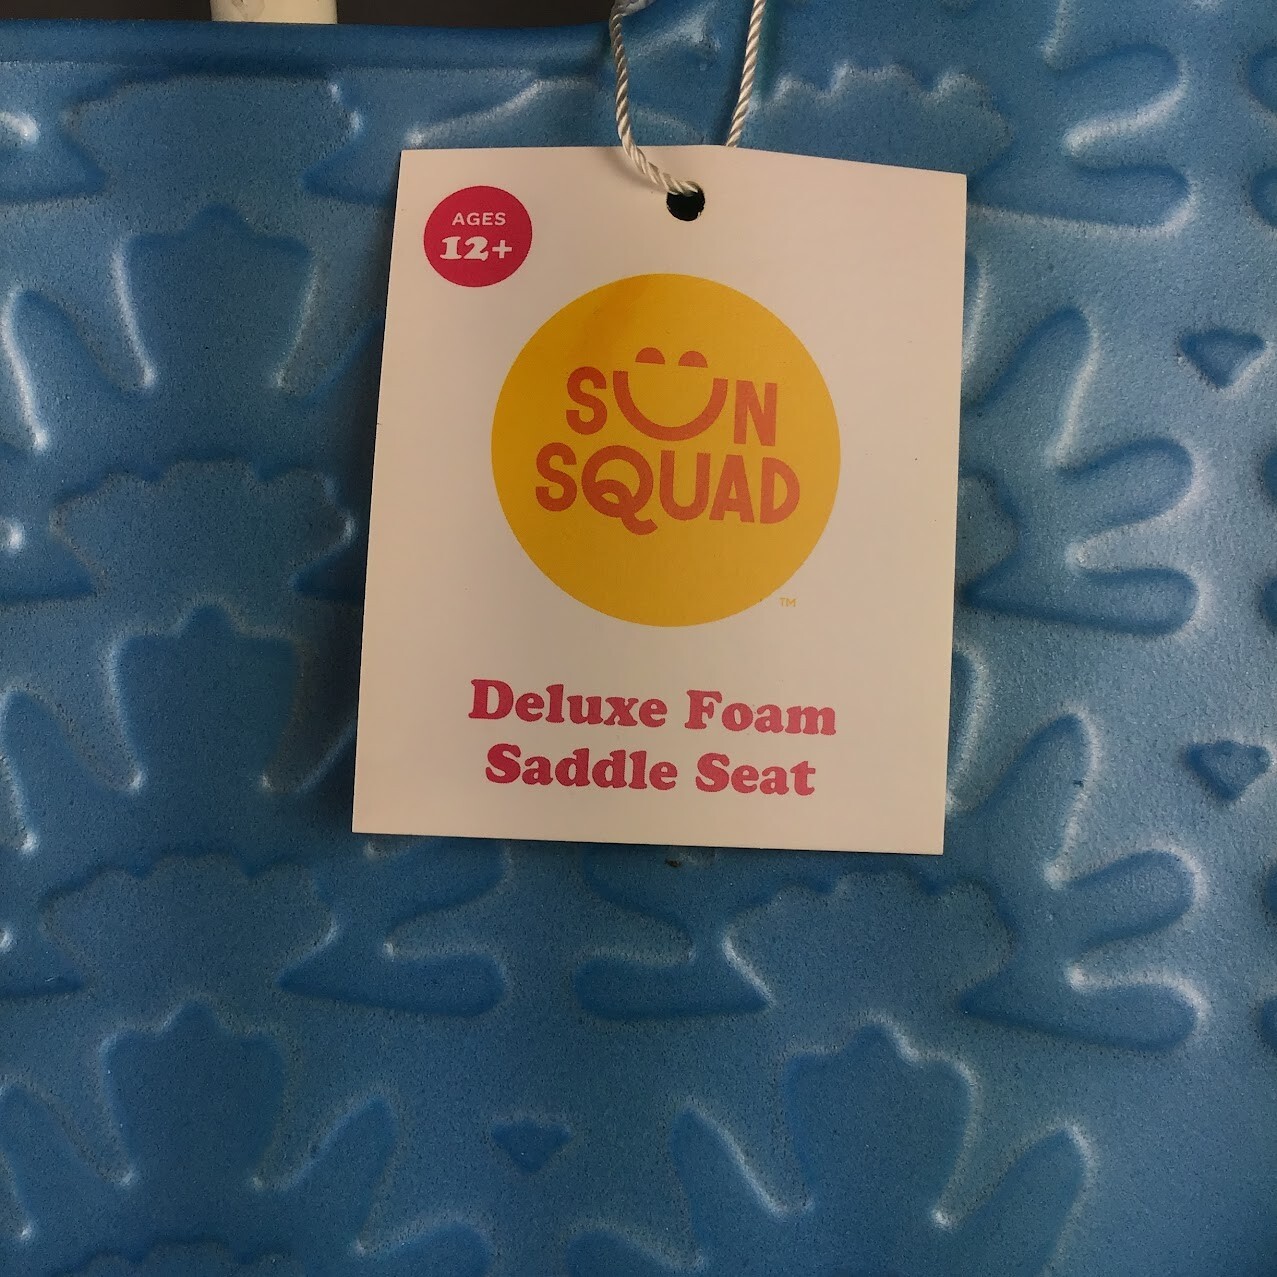 AGES
12+
SUN
SQUAD
TM
Deluxe Foam
Saddle Seat